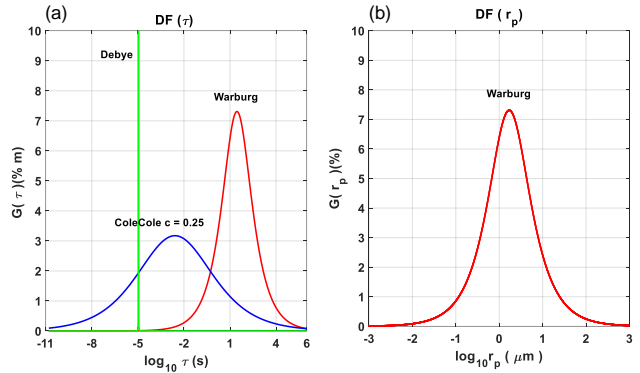 (a)
DF (τ)
G( τ )(% m)
10
9
8
7
6
5
4
3
2
1
0
Debye
Warburg
ColeCole c = 0.25
-11 -8 -5 -2 1 4 6
log10 τ (s)
(b)
DF ( rp)
G( rp)(%)
10
9
8
7
6
5
4
3
2
1
0
Warburg
-3 -2 -1 0 1 2 3
log10rp ( μm)